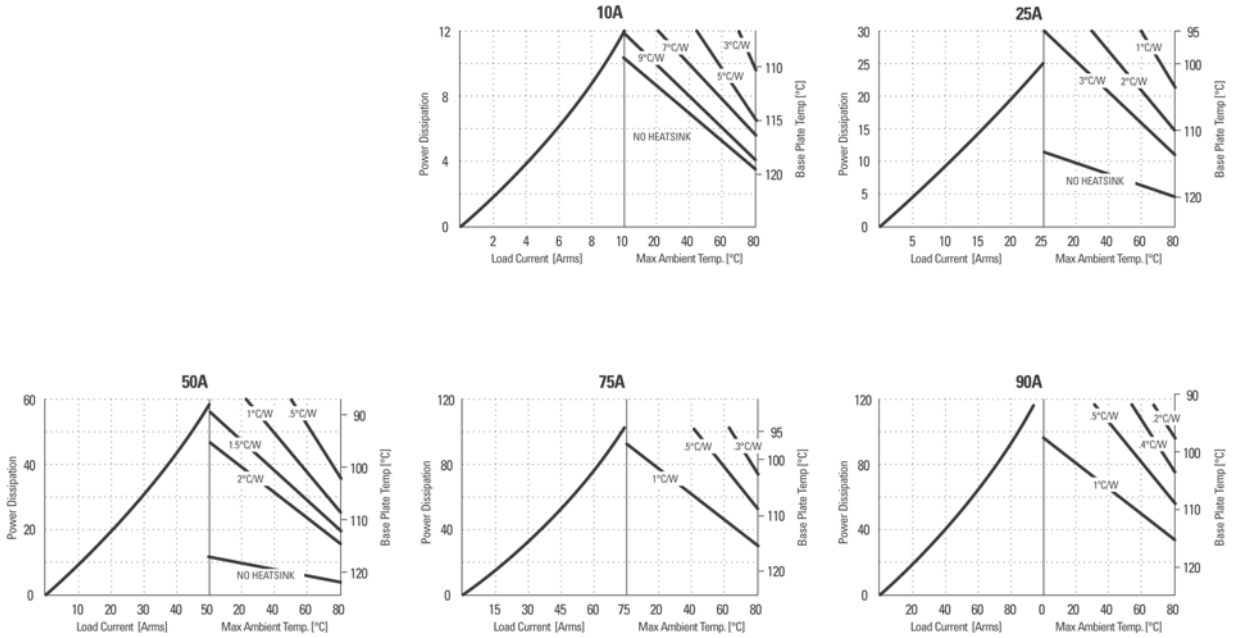 10A
12
8
4
0
Power Dissipation
9°C/W
7°C/W
5°C/W
3°C/W
NO HEATSINK
110
115
120
Base Plate Temp [°C]
2 4 6 8 10 20 40 60 80
Load Current [Arms] Max Ambient Temp. [°C]
25A
30
25
20
15
10
5
0
Power Dissipation
3°C/W
2°C/W
1°C/W
NO HEATSINK
95
100
110
120
Base Plate Temp [°C]
5 10 15 20 25 20 40 60 80
Load Current [Arms] Max Ambient Temp. [°C]
50A
60
40
20
0
Power Dissipation
1°C/W
.5°C/W
1.5°C/W
2°C/W
NO HEATSINK
90
100
110
120
Base Plate Temp [°C]
10 20 30 40 50 20 40 60 80
Load Current [Arms] Max Ambient Temp. [°C]
75A
120
80
40
0
Power Dissipation
.5°C/W
.3°C/W
1°C/W
95
100
110
120
Base Plate Temp [°C]
15 30 45 60 75 20 40 60 80
Load Current [Arms] Max Ambient Temp. [°C]
90A
120
80
40
0
Power Dissipation
.5°C/W
.2°C/W
.4°C/W
1°C/W
90
100
110
120
Base Plate Temp [°C]
20 40 60 80 0 20 40 60 80
Load Current [Arms] Max Ambient Temp. [°C]